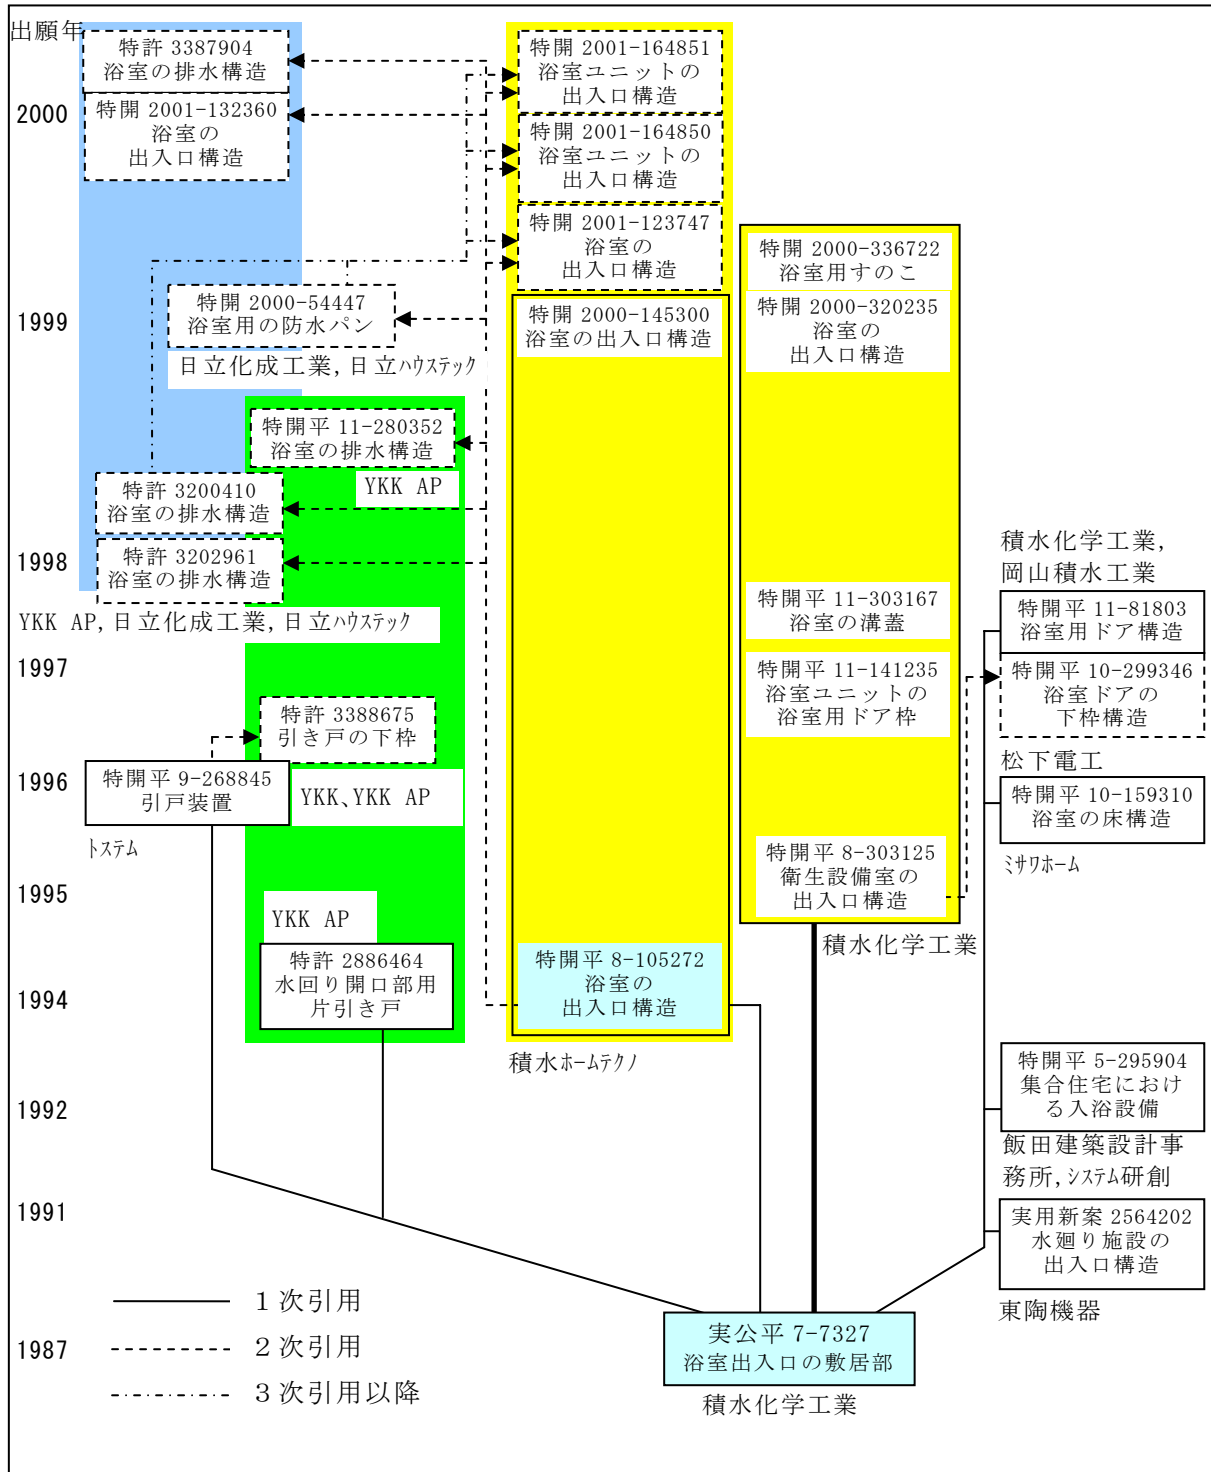 出願年
特許 3387904
浴室の排水構造
2000
特開 2001-132360
浴室の
出入口構造
特開 2001-164851
浴室ユニットの
出入口構造
特開 2001-164850
浴室ユニットの
出入口構造
特開 2001-123747
浴室の
出入口構造
特開 2000-336722
浴室用すのこ
1999
特開 2000-54447
浴室用の防水パン
日立化成工業,日立ハウステック
特開 2000-145300
浴室の出入口構造
特開 2000-320235
浴室の
出入口構造
特開平 11-280352
浴室の排水構造
YKK AP
特許 3200410
浴室の排水構造
1998
特許 3202961
浴室の排水構造
YKK AP,日立化成工業,日立ハウステック
特開平 11-303167
浴室の溝蓋
積水化学工業,
岡山積水工業
特開平 11-81803
浴室用ドア構造
1997
特開平 11-141235
浴室ユニットの
浴室用ドア枠
特開平 10-299346
浴室ドアの
下枠構造
松下電工
特許 3388675
引き戸の下枠
1996
特開平 9-268845
引戸装置
YKK、YKK AP
トステム
特開平 10-159310
浴室の床構造
ミサワホーム
特開平 8-303125
衛生設備室の
出入口構造
1995
積水化学工業
YKK AP
特許 2886464
水回り開口部用
片引き戸
1994
特開平 8-105272
浴室の
出入口構造
積水ホームテクノ
1992
特開平 5-295904
集合住宅におけ
る入浴設備
飯田建築設計事
務所,システム研創
1991
実用新案 2564202
水廻り施設の
出入口構造
東陶機器
1987
実公平 7-7327
浴室出入口の敷居部
積水化学工業
1次引用
2次引用
3次引用以降